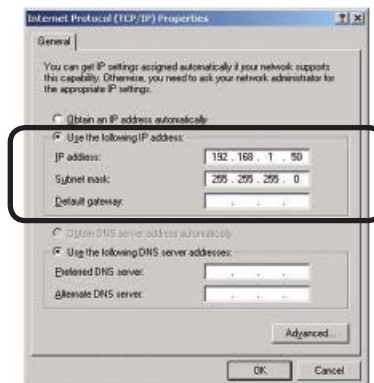 Internet Protocol (TCP/IP) Properties
General
You can get IP settings assigned automatically if your network supports
this capability. Otherwise, you need to ask your network administrator for
the appropriate IP settings.
Obtain an IP address automatically
Use the following IP address:
IP address: 192 . 168 . 1 . 50
Subnet mask: 255 . 255 . 255 . 0
Default gateway: . . .
Obtain DNS server address automatically
Use the following DNS server addresses:
Preferred DNS server: . . .
Alternate DNS server: . . .
Advanced...
OK Cancel